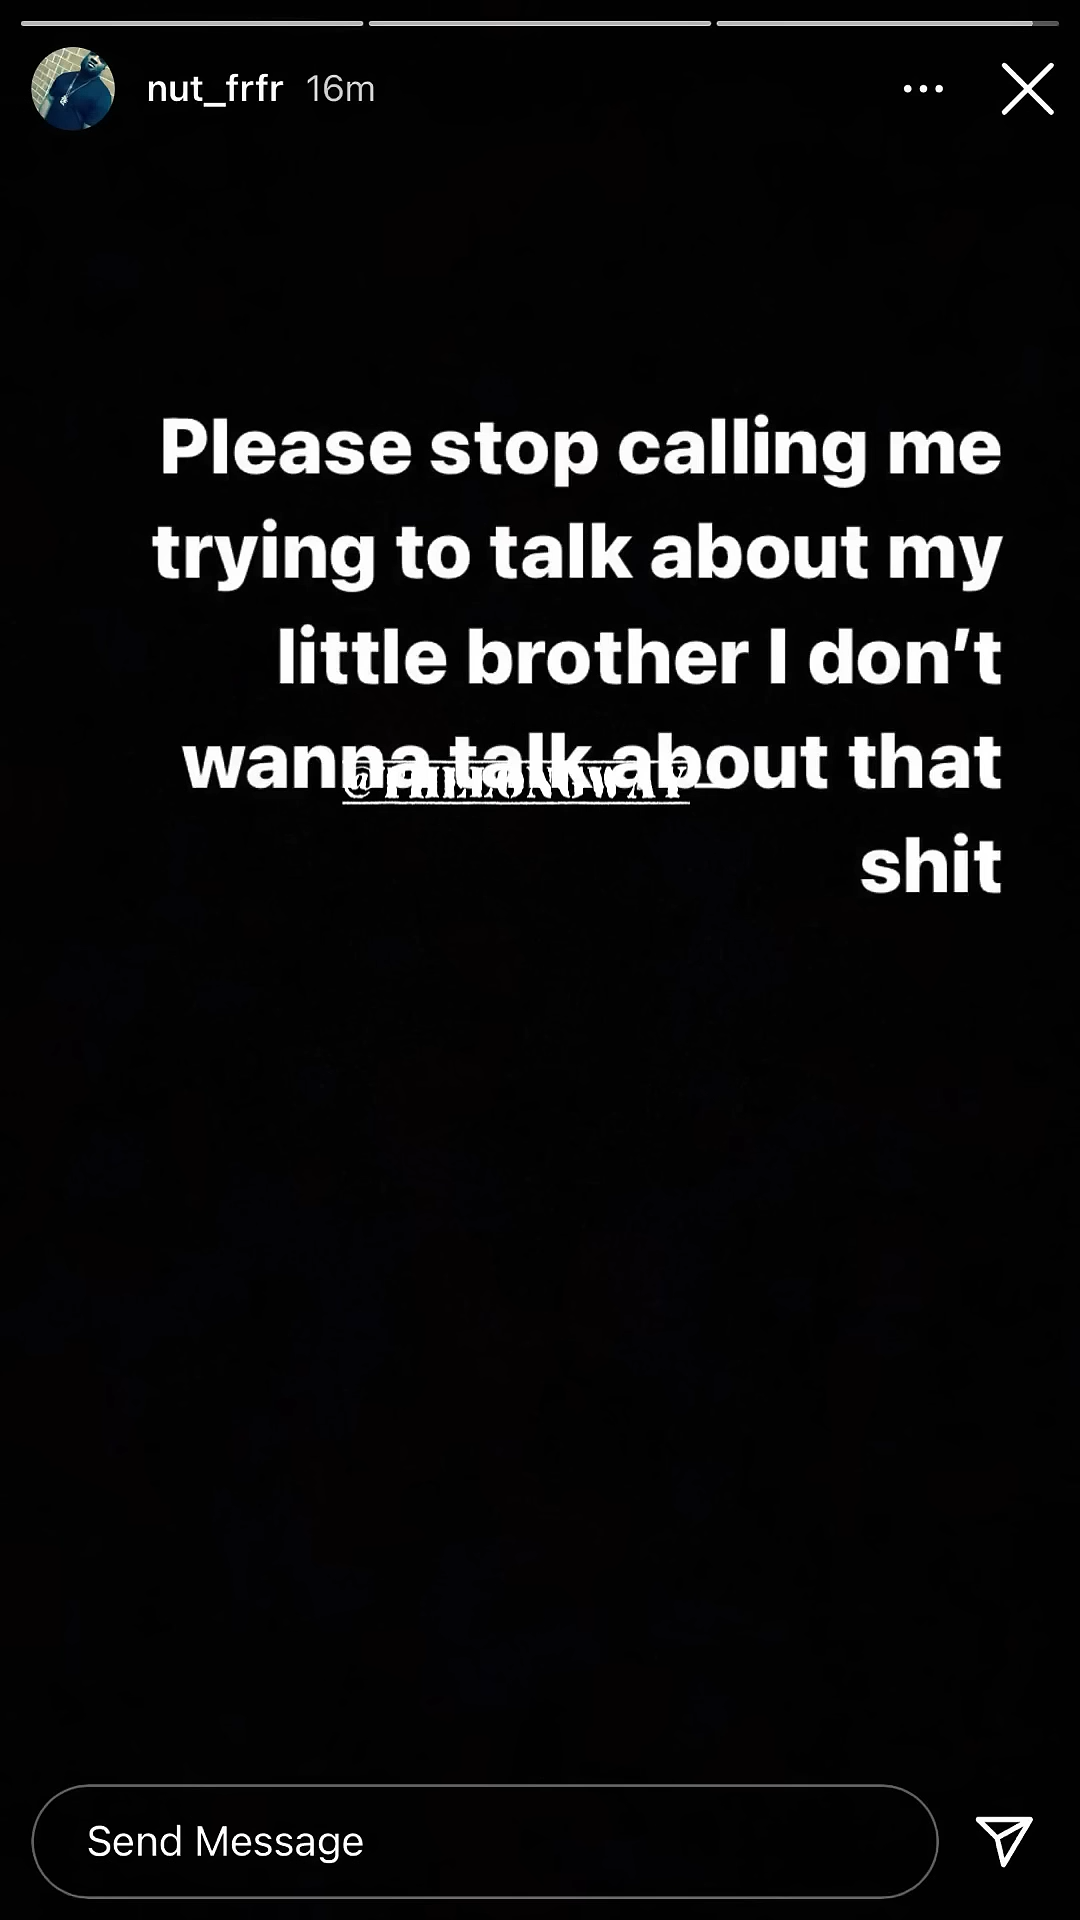 nut_frfr 16m
Please stop calling me
trying to talk about my
little brother I don’t
wanna talk about that
shit
Send Message